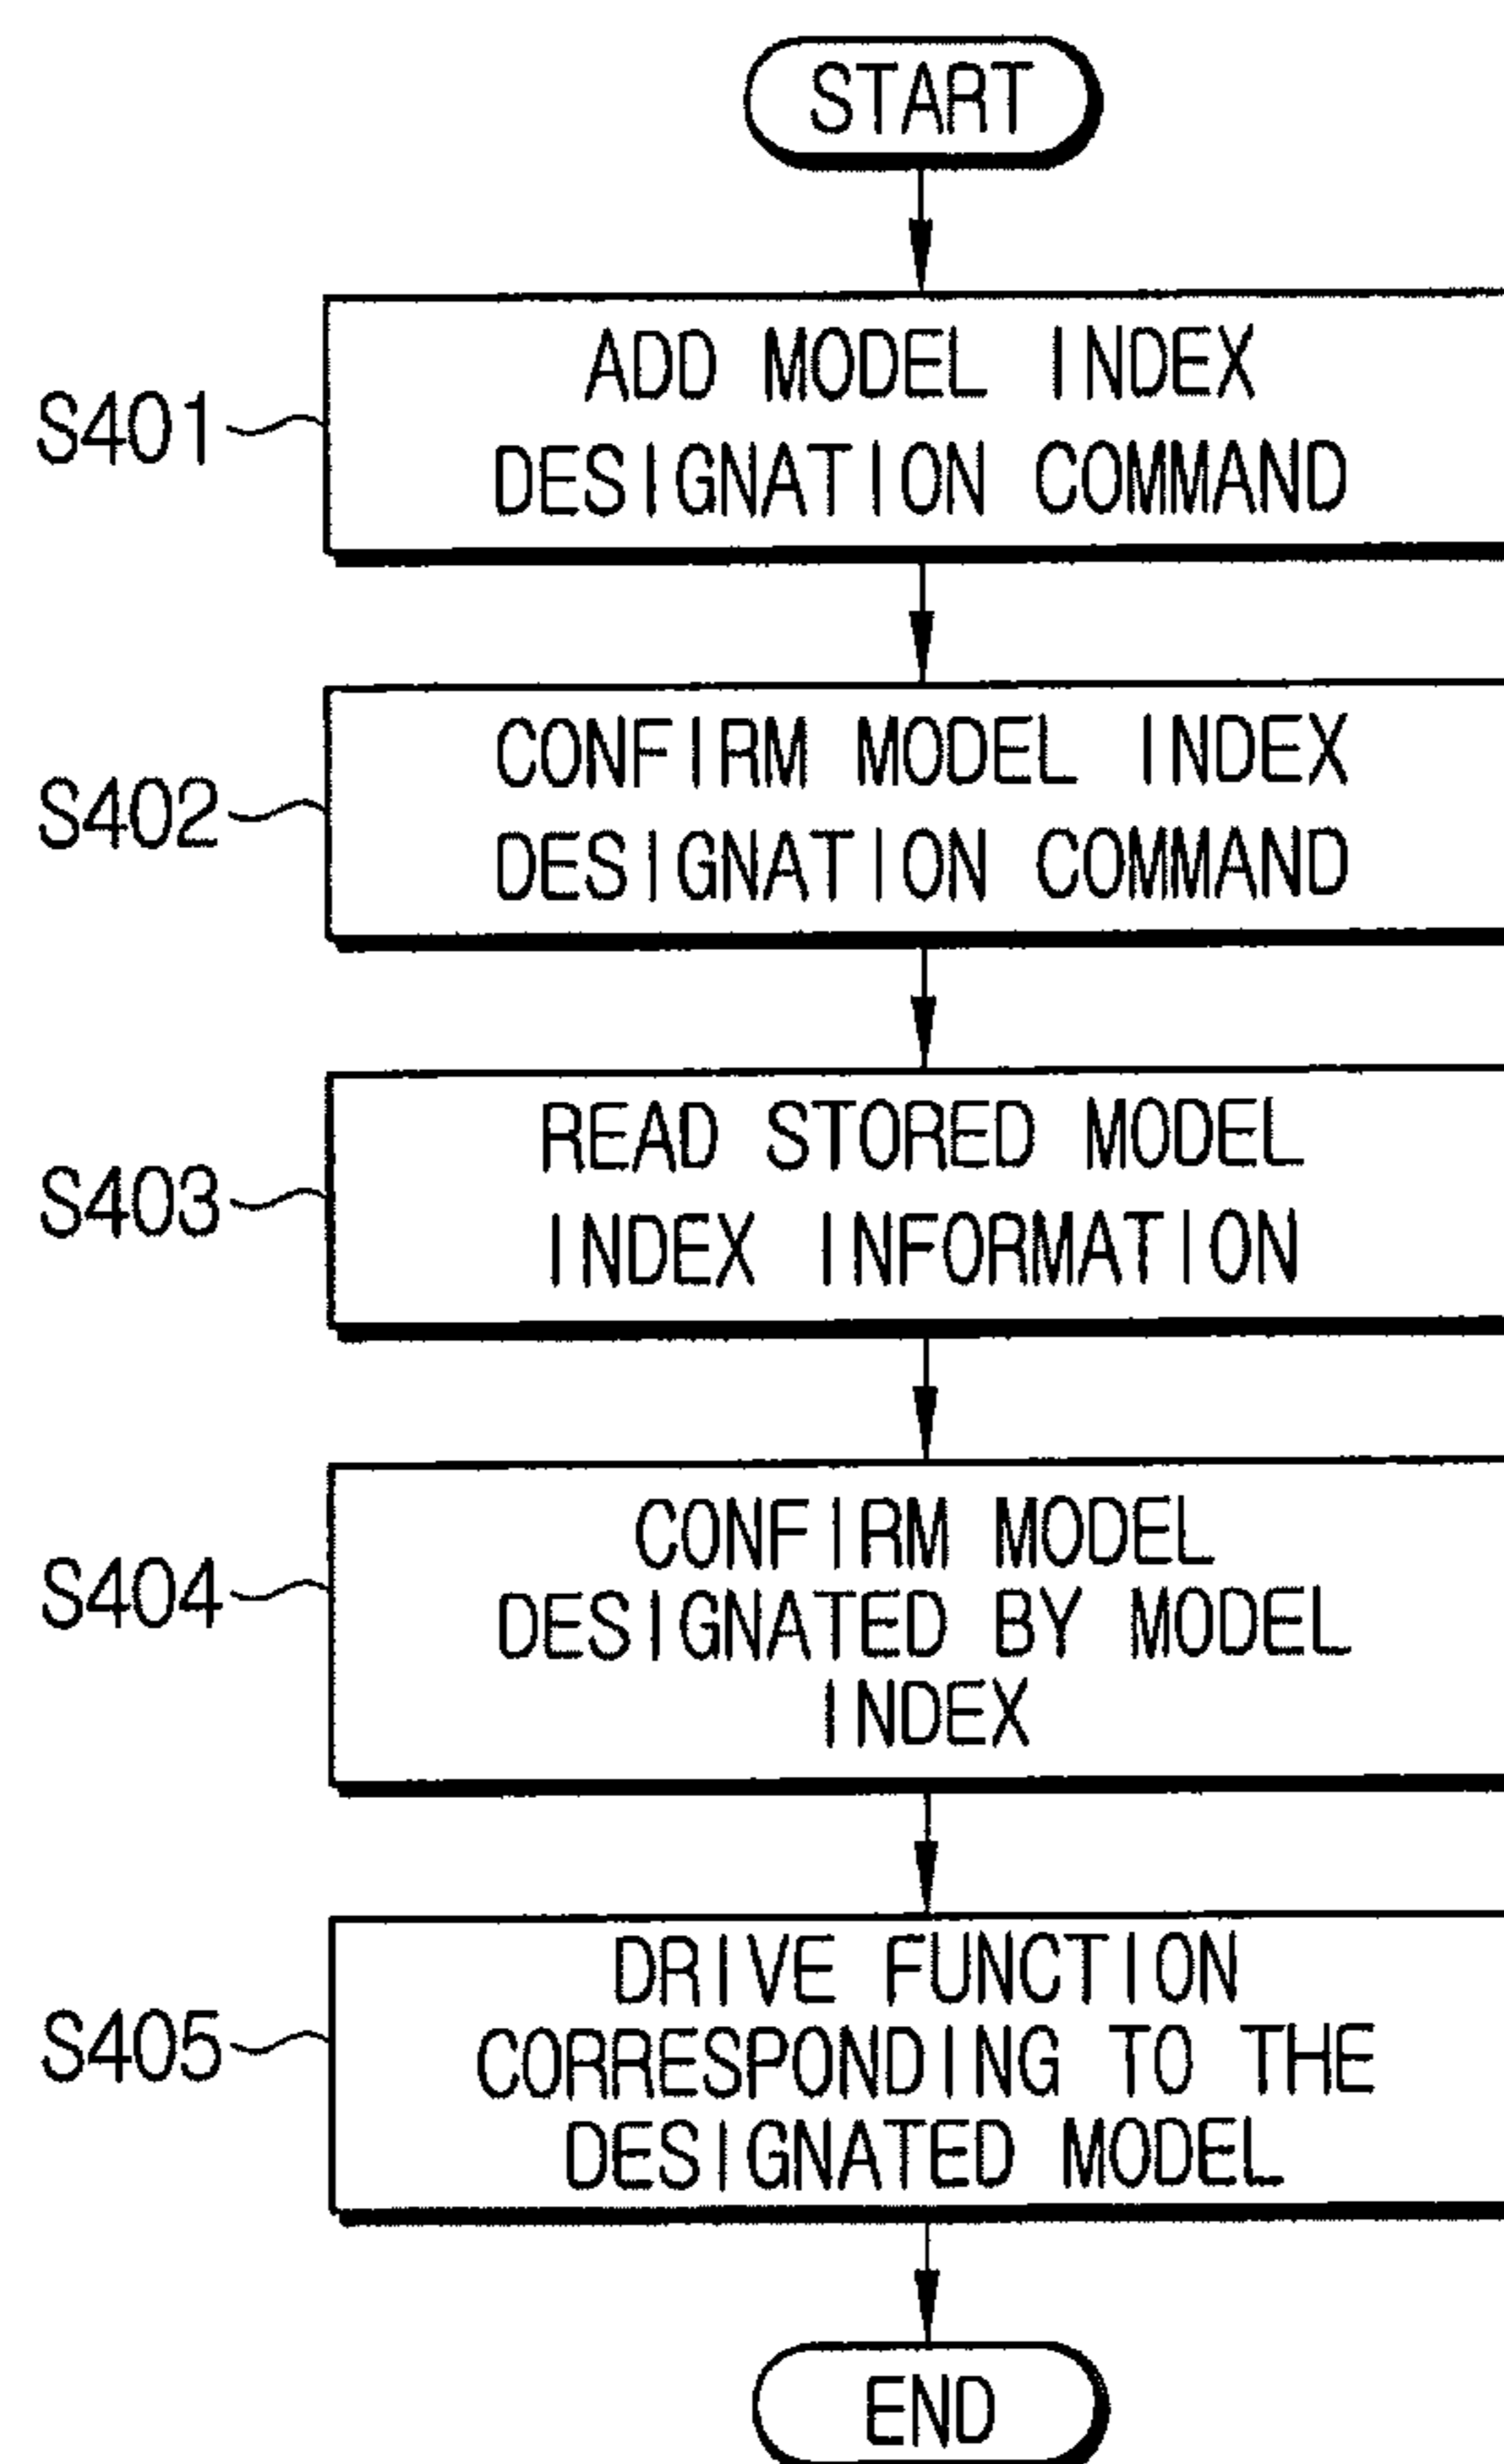 START
S401
ADD MODEL INDEX
DESIGNATION COMMAND
S402
CONFIRM MODEL INDEX
DESIGNATION COMMAND
S403
READ STORED MODEL
INDEX INFORMATION
S404
CONFIRM MODEL
DESIGNATED BY MODEL
INDEX
S405
DRIVE FUNCTION
CORRESPONDING TO THE
DESIGNATED MODEL
END